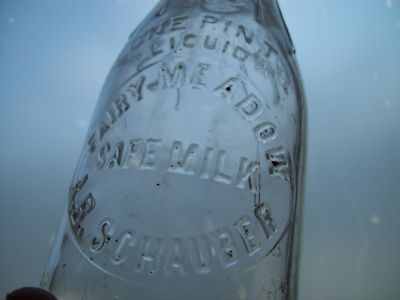 ONE PINT
LIQUID
FAIRY-MEADOW
SAFE MILK
SCHAUBER